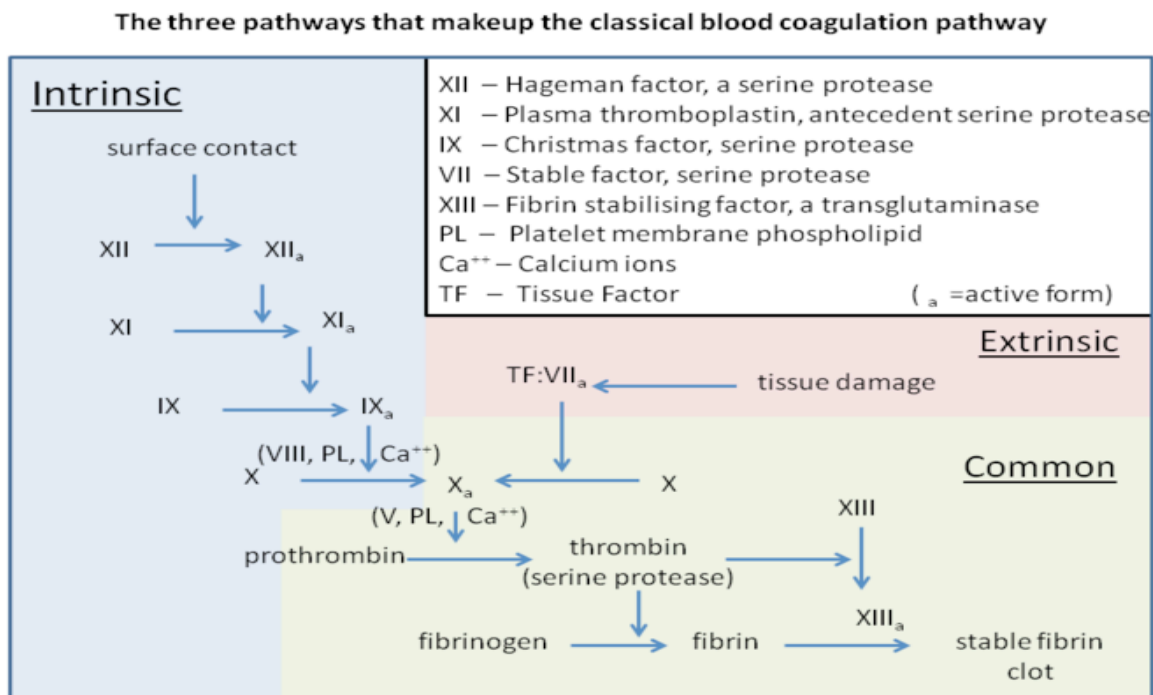 The three pathways that makeup the classical blood coagulation pathway
Intrinsic
surface contact
XII
XIIₐ
XI
XIₐ
IX
IXₐ
(VIII, PL, Ca⁺⁺)
X
Xₐ
XII – Hageman factor, a serine protease
XI – Plasma thromboplastin, antecedent serine protease
IX – Christmas factor, serine protease
VII – Stable factor, serine protease
XIII – Fibrin stabilising factor, a transglutaminase
PL – Platelet membrane phospholipid
Ca⁺⁺ – Calcium ions
TF – Tissue Factor ( ₐ =active form)
Extrinsic
TF:VIIₐ
tissue damage
Common
X
(V, PL, Ca⁺⁺)
XIII
prothrombin
thrombin
(serine protease)
XIIIₐ
fibrinogen
fibrin
stable fibrin
clot